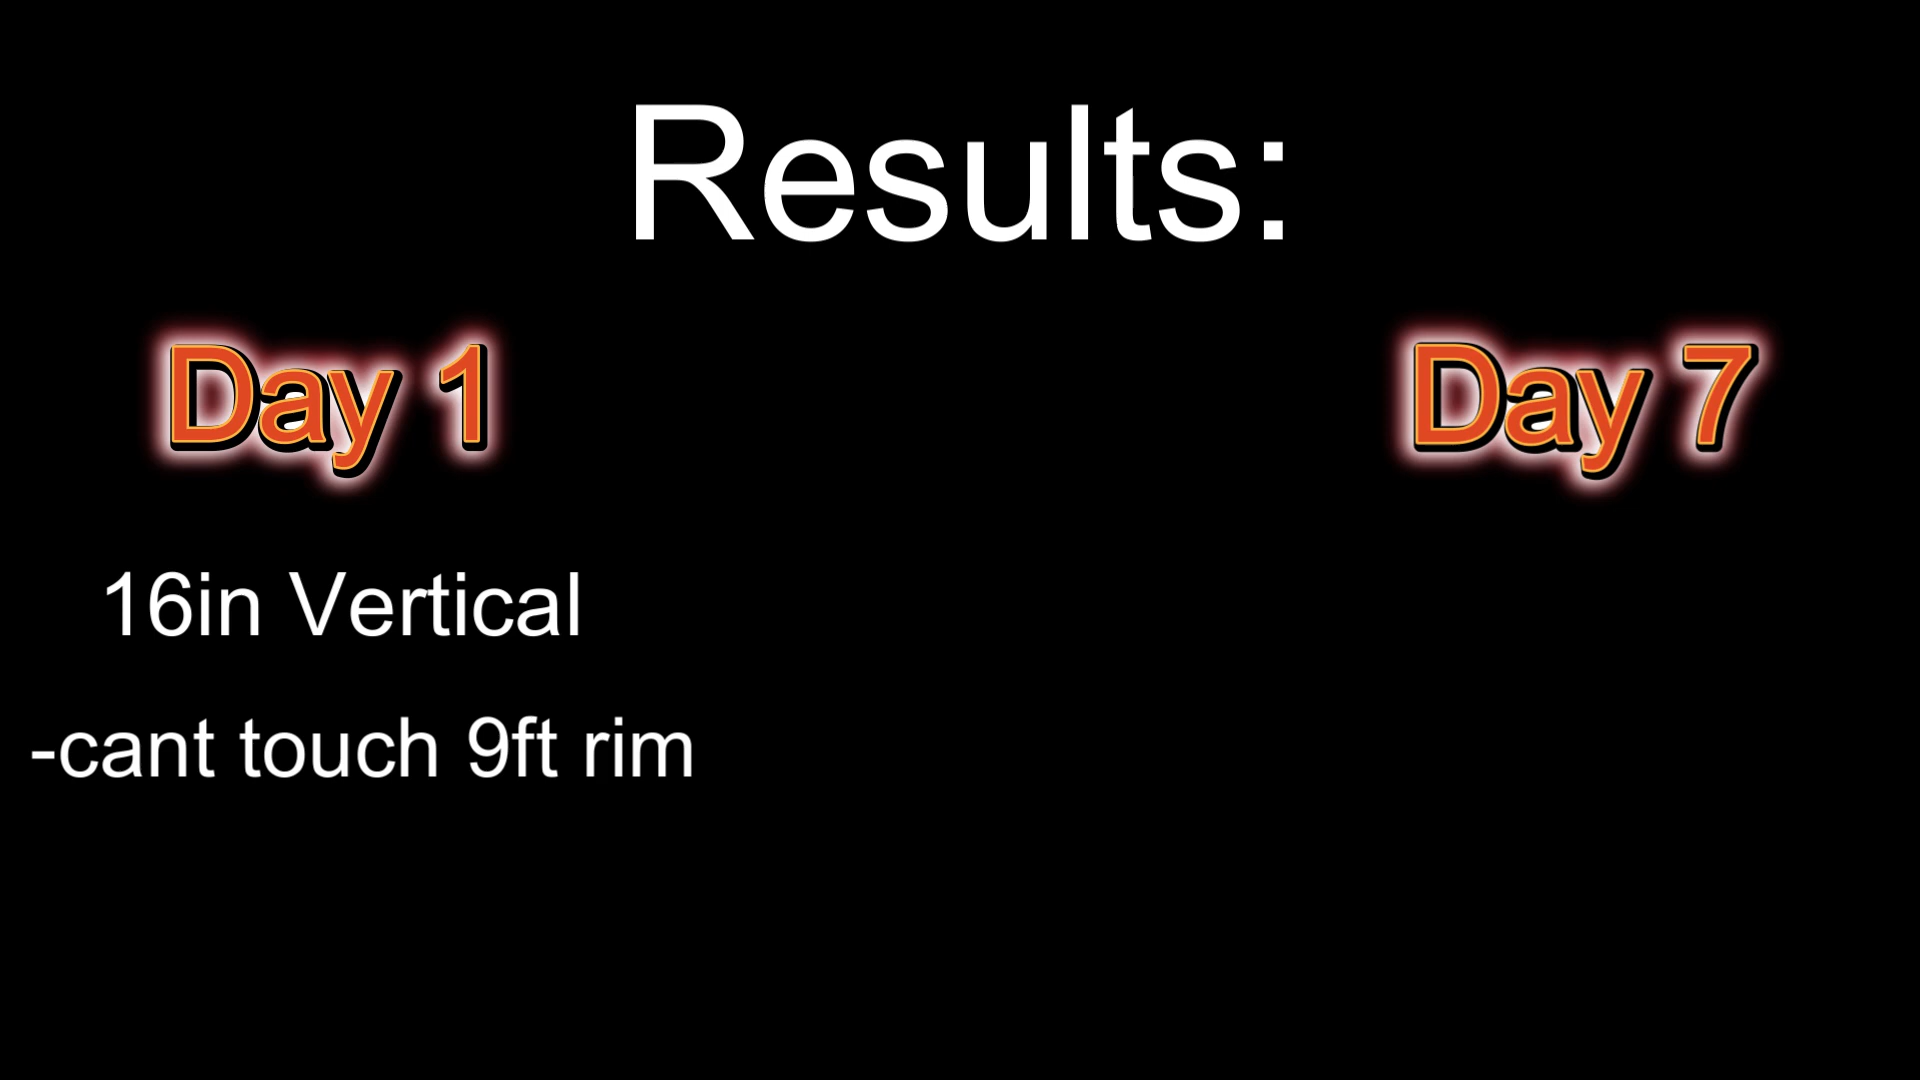 Results:
Day 1
Day 7
16in Vertical
-cant touch 9ft rim